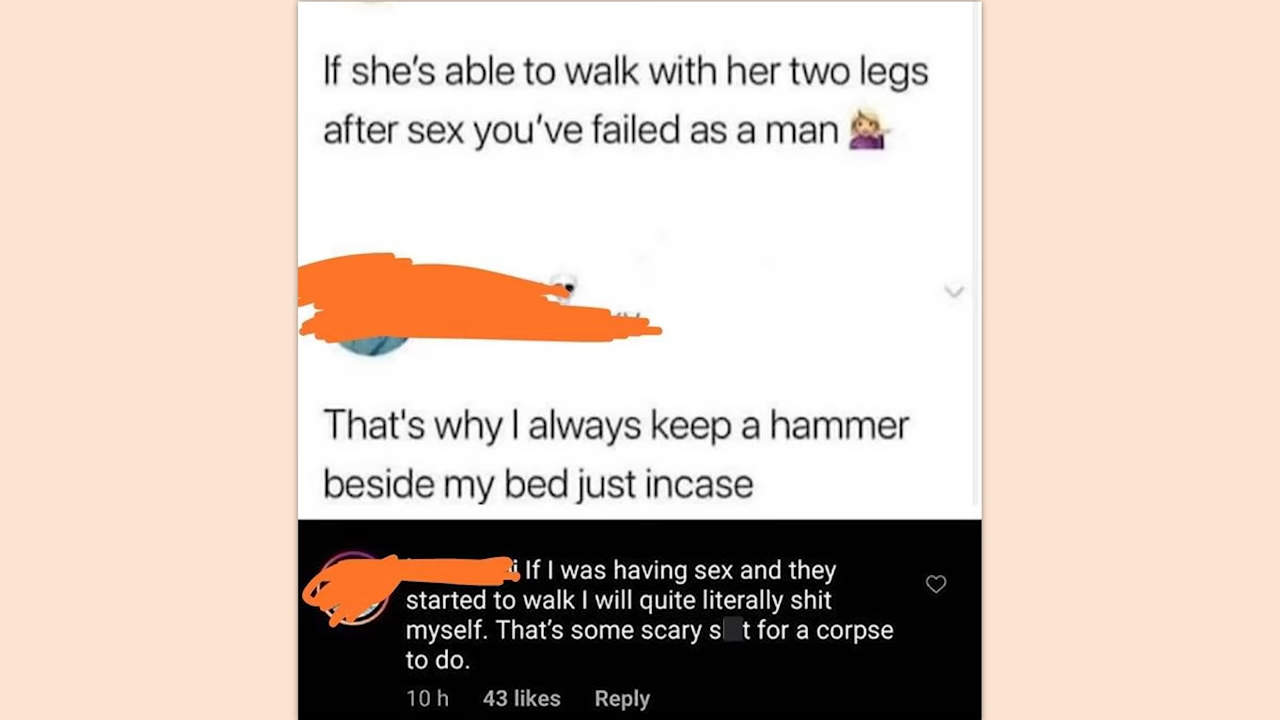 If she's able to walk with her two legs
after sex you've failed as a man 💁🏼‍♀️
That's why I always keep a hammer
beside my bed just incase
If I was having sex and they
started to walk I will quite literally shit
myself. That's some scary s t for a corpse
to do.
10 h 43 likes Reply